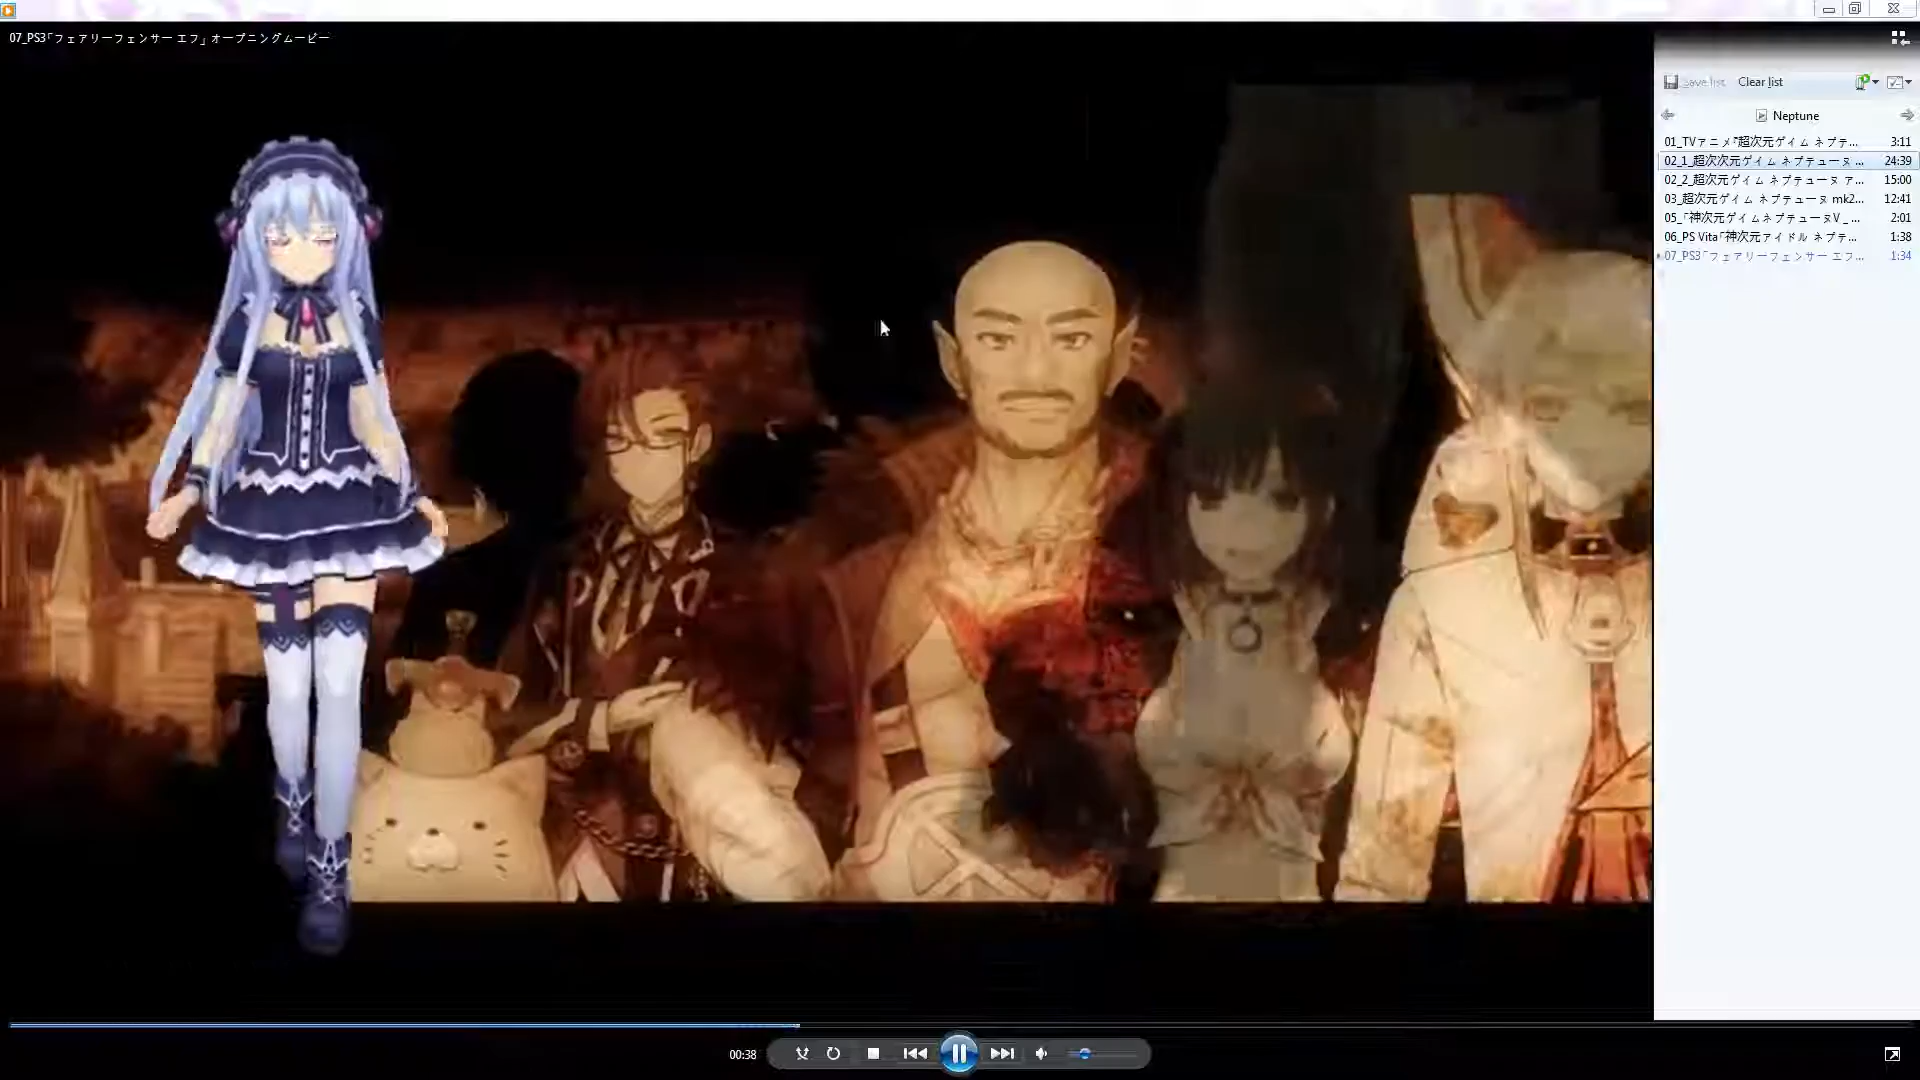 07_PS3「フェアリーフェンサー エフ」オープニングムービー
Save list Clear list
Neptune
01_TVアニメ『超次元ゲイム ネプテ... 3:11
02_1_超次次元ゲイム ネプテューヌ ... 24:39
02_2_超次元ゲイム ネプテューヌ ア... 15:00
03_超次元ゲイム ネプテューヌ mk2... 12:41
05_「神次元ゲイムネプテューヌV _ ... 2:01
06_PS Vita「神次元アイドル ネプテ... 1:38
07_PS3「フェアリーフェンサー エフ... 1:34
00:38